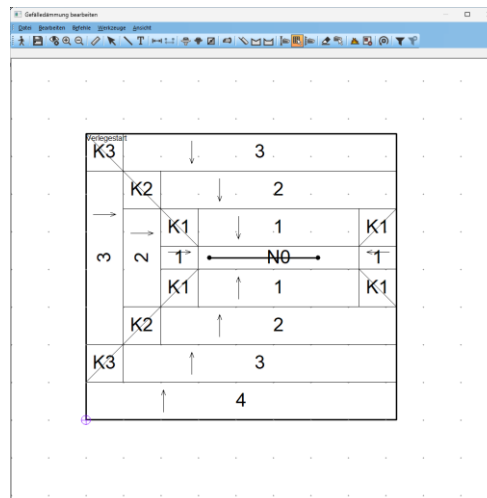 Gefälledämmung bearbeiten
Datei Bearbeiten Befehle Werkzeuge Ansicht
Verlegestart
K3 3
K2 2
K1 1 K1
3 2 1 N0 1
K1 1 K1
K2 2
K3 3
4